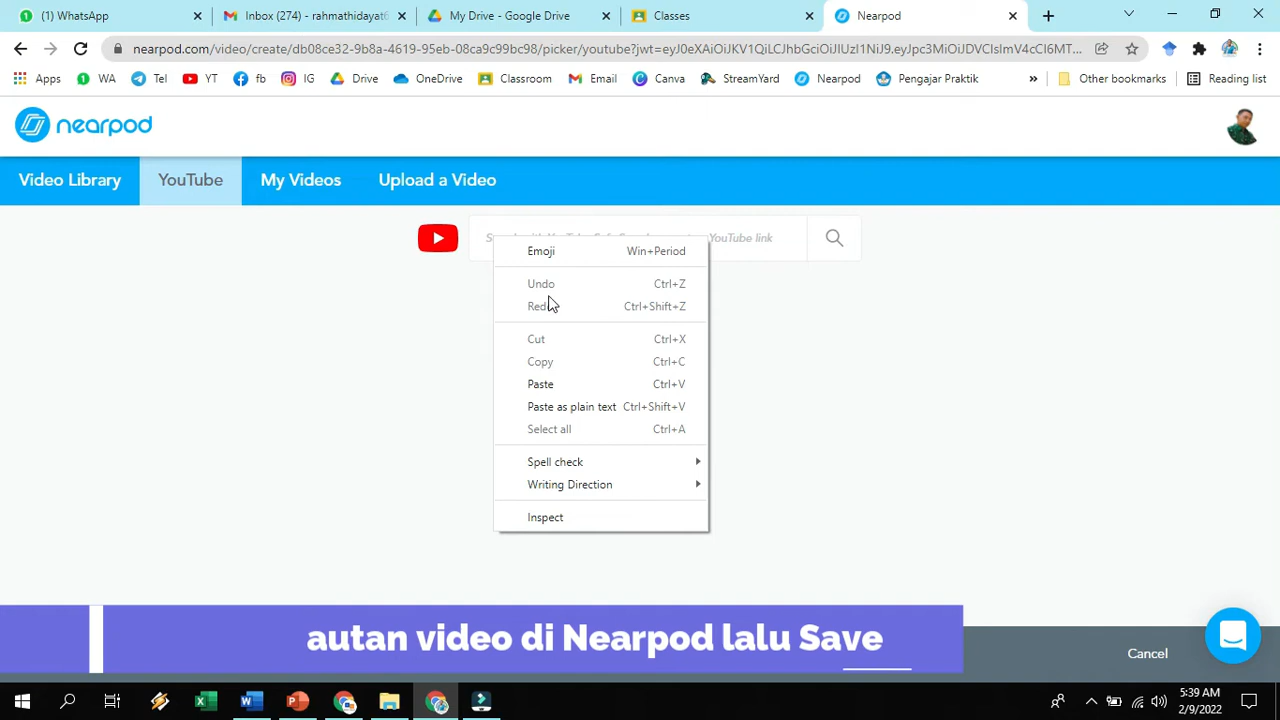 (1) WhatsApp
Inbox (274) - rahmathidayat6
My Drive - Google Drive
Classes
Nearpod
nearpod.com/video/create/db08ce32-9b8a-4619-95eb-08ca9c99bc98/picker/youtube?jwt=eyJ0eXAiOiJKV1QiLCJhbGciOiJIUzI1NiJ9.eyJpc3MiOiJDVCIsImV4cCI6MT...
Apps WA Tel YT fb IG Drive OneDrive Classroom Email Canva StreamYard Nearpod Pengajar Praktik » Other bookmarks Reading list
nearpod
Video Library YouTube My Videos Upload a Video
YouTube link
Emoji Win+Period
Undo Ctrl+Z
Redo Ctrl+Shift+Z
Cut Ctrl+X
Copy Ctrl+C
Paste Ctrl+V
Paste as plain text Ctrl+Shift+V
Select all Ctrl+A
Spell check
Writing Direction
Inspect
autan video di Nearpod lalu Save
Cancel
5:39 AM
2/9/2022